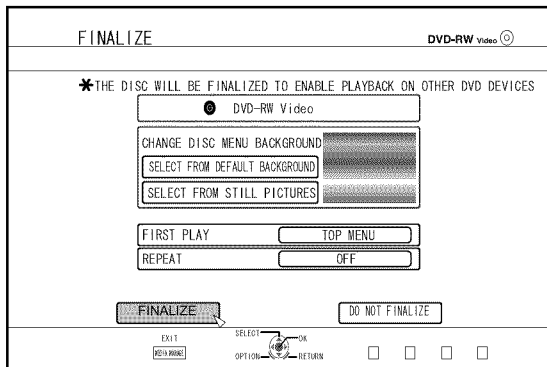 FINALIZE
DVD-RW Video
*THE DISC WILL BE FINALIZED TO ENABLE PLAYBACK ON OTHER DVD DEVICES
DVD-RW Video
CHANGE DISC MENU BACKGROUND
SELECT FROM DEFAULT BACKGROUND
SELECT FROM STILL PICTURES
FIRST PLAY TOP MENU
REPEAT OFF
FINALIZE DO NOT FINALIZE
EXIT SELECT OK
OPTION RETURN